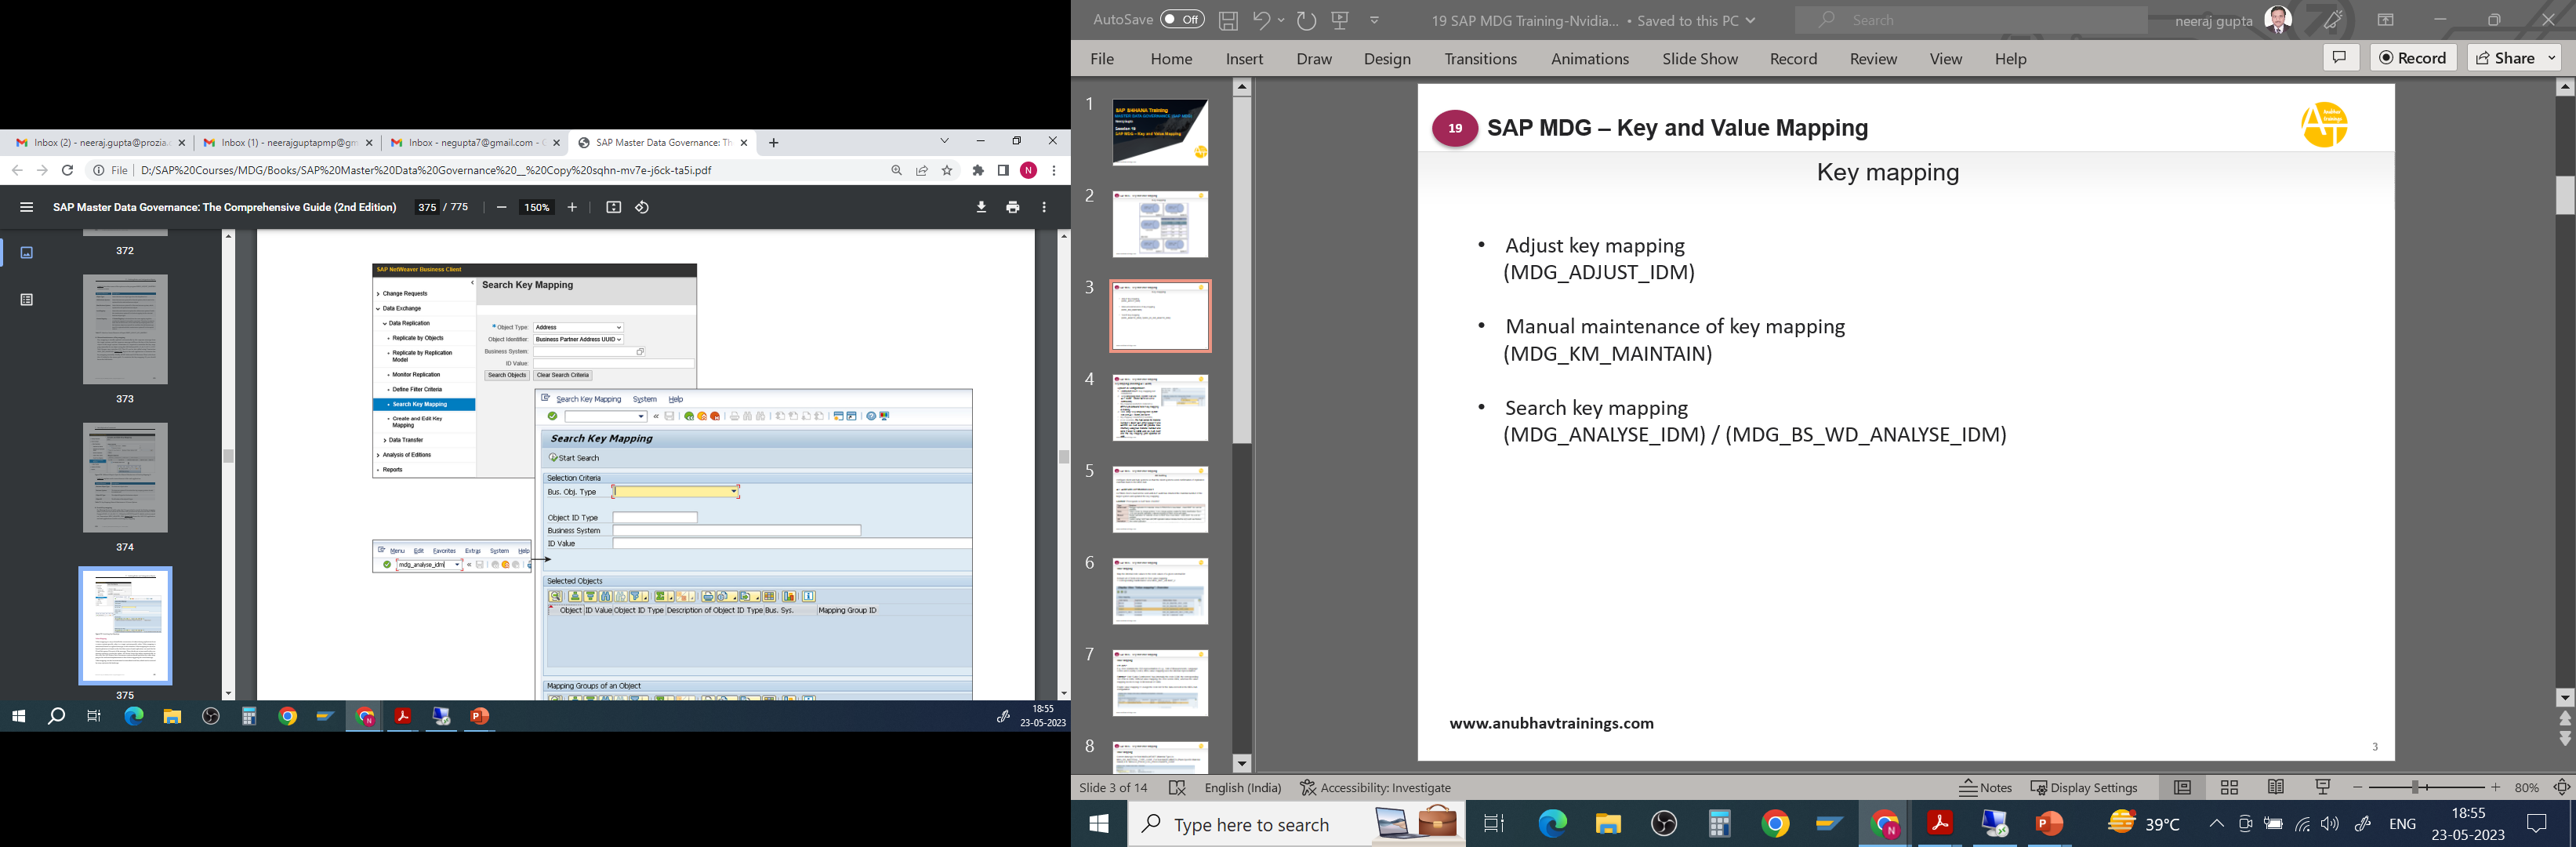 Inbox (2) - neeraj.gupta@prozia.
Inbox (1) - neerajguptapmp@gm
Inbox - negupta7@gmail.com -
SAP Master Data Governance: Th
File
D:/SAP%20Courses/MDG/Books/SAP%20Master%20Data%20Governance%20__%20Copy%20sqhn-mv7e-j6ck-ta5i.pdf
N
SAP Master Data Governance: The Comprehensive Guide (2nd Edition)
375 / 775
150%
372
373
374
375
SAP NetWeaver Business Client
Change Requests
Data Exchange
Data Replication
Replicate by Objects
Replicate by Replication
Model
Monitor Replication
Define Filter Criteria
Search Key Mapping
Create and Edit Key
Mapping
Data Transfer
Analysis of Editions
Reports
Search Key Mapping
* Object Type: Address
Object Identifier: Business Partner Address UUID
Business System:
ID Value:
Search Objects
Clear Search Criteria
Menu Edit Favorites Extras System Help
mdg_analyse_idm
Search Key Mapping System Help
Search Key Mapping
Start Search
Selection Criteria
Bus. Obj. Type
Object ID Type
Business System
ID Value
Selected Objects
Object ID Value Object ID Type Description of Object ID Type Bus. Sys. Mapping Group ID
Mapping Groups of an Object
18:55
23-05-2023
AutoSave Off
19 SAP MDG Training-Nvidia... • Saved to this PC
Search
neeraj gupta
File Home Insert Draw Design Transitions Animations Slide Show Record Review View Help
Record
Share
1
2
3
4
5
6
7
8
19
SAP MDG – Key and Value Mapping
Anubhav
trainings
Key mapping
• Adjust key mapping
(MDG_ADJUST_IDM)
• Manual maintenance of key mapping
(MDG_KM_MAINTAIN)
• Search key mapping
(MDG_ANALYSE_IDM) / (MDG_BS_WD_ANALYSE_IDM)
www.anubhavtrainings.com
3
Slide 3 of 14
English (India)
Accessibility: Investigate
Notes
Display Settings
80%
Type here to search
39°C
ENG
18:55
23-05-2023